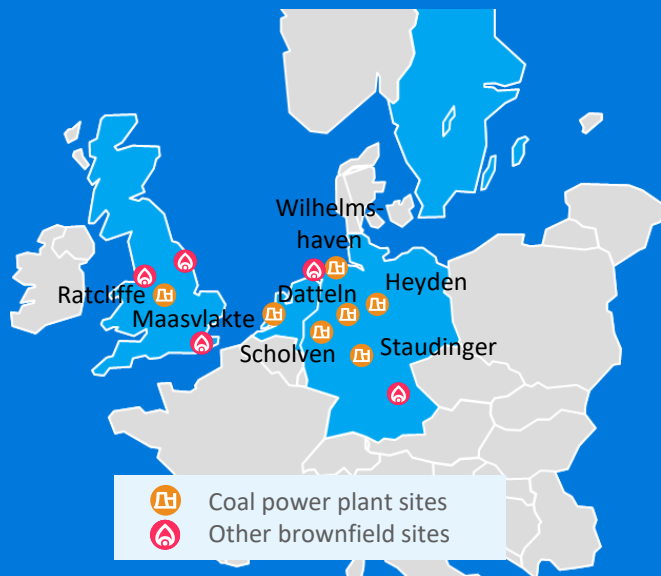 Wilhelms-
haven
Heyden
Datteln
Ratcliffe
Maasvlakte
Scholven
Staudinger
Coal power plant sites
Other brownfield sites